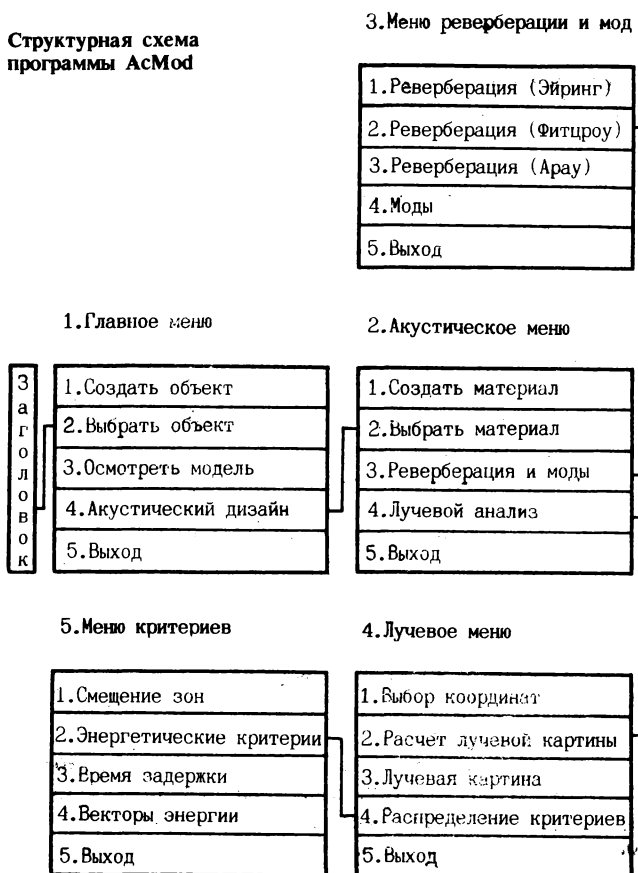 Структурная схема
программы AcMod
3.Меню реверберации и мод
1.Реверберация (Эйринг)
2.Реверберация (Фитцроу)
3.Реверберация (Арау)
4.Моды
5.Выход
1.Главное меню
Заголовок
1.Создать объект
2.Выбрать объект
3.Осмотреть модель
4.Акустический дизайн
5.Выход
2.Акустическое меню
1.Создать материал
2.Выбрать материал
3.Реверберация и моды
4.Лучевой анализ
5.Выход
5.Меню критериев
1.Смещение зон
2.Энергетические критерии
3.Время задержки
4.Векторы энергии
5.Выход
4.Лучевое меню
1.Выбор координат
2.Расчет лучевой картины
3.Лучевая картина
4.Распределение критериев
5.Выход